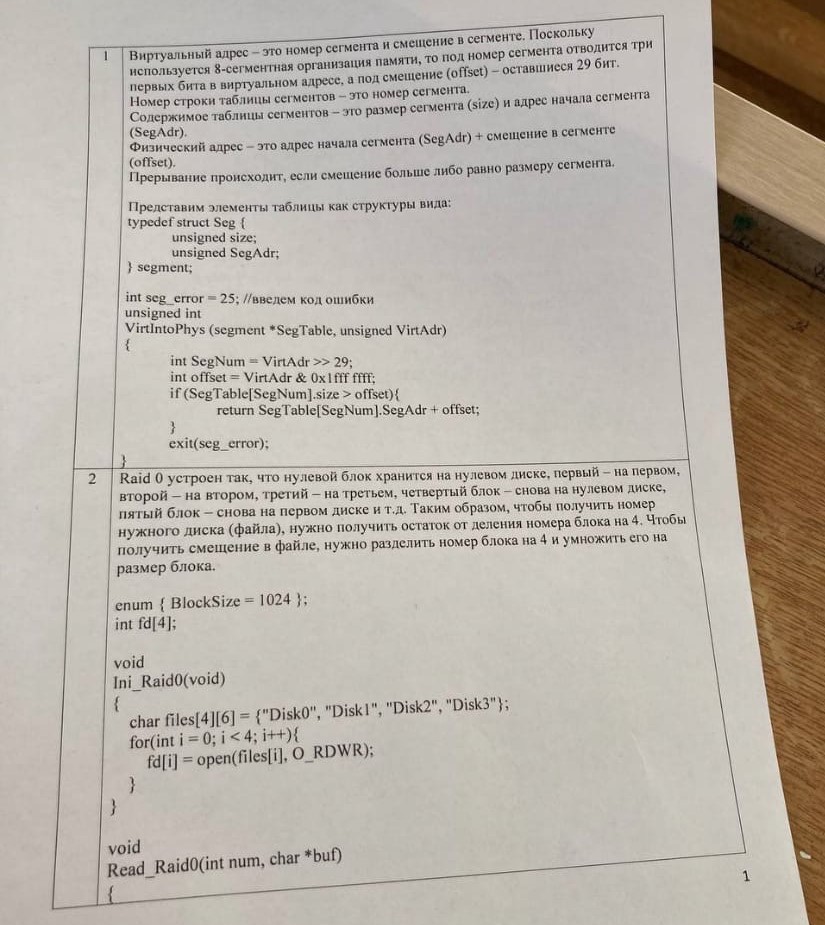 1
Виртуальный адрес – это номер сегмента и смещение в сегменте. Поскольку
используется 8-сегментная организация памяти, то под номер сегмента отводится три
первых бита в виртуальном адресе, а под смещение (offset) – оставшиеся 29 бит.
Номер строки таблицы сегментов – это номер сегмента.
Содержимое таблицы сегментов – это размер сегмента (size) и адрес начала сегмента
(SegAdr).
Физический адрес – это адрес начала сегмента (SegAdr) + смещение в сегменте
(offset).
Прерывание происходит, если смещение больше либо равно размеру сегмента.
Представим элементы таблицы как структуры вида:
typedef struct Seg {
unsigned size;
unsigned SegAdr;
} segment;
int seg_error = 25; //введем код ошибки
unsigned int
VirtIntoPhys (segment *SegTable, unsigned VirtAdr)
{
int SegNum = VirtAdr >> 29;
int offset = VirtAdr & 0x1fff ffff;
if (SegTable[SegNum].size > offset){
return SegTable[SegNum].SegAdr + offset;
}
exit(seg_error);
}
2
Raid 0 устроен так, что нулевой блок хранится на нулевом диске, первый – на первом,
второй – на втором, третий – на третьем, четвертый блок – снова на нулевом диске,
пятый блок – снова на первом диске и т.д. Таким образом, чтобы получить номер
нужного диска (файла), нужно получить остаток от деления номера блока на 4. Чтобы
получить смещение в файле, нужно разделить номер блока на 4 и умножить его на
размер блока.
enum { BlockSize = 1024 };
int fd[4];
void
Ini_Raid0(void)
{
char files[4][6] = {"Disk0", "Disk1", "Disk2", "Disk3"};
for(int i = 0; i < 4; i++){
fd[i] = open(files[i], O_RDWR);
}
}
void
Read_Raid0(int num, char *buf)
{
1